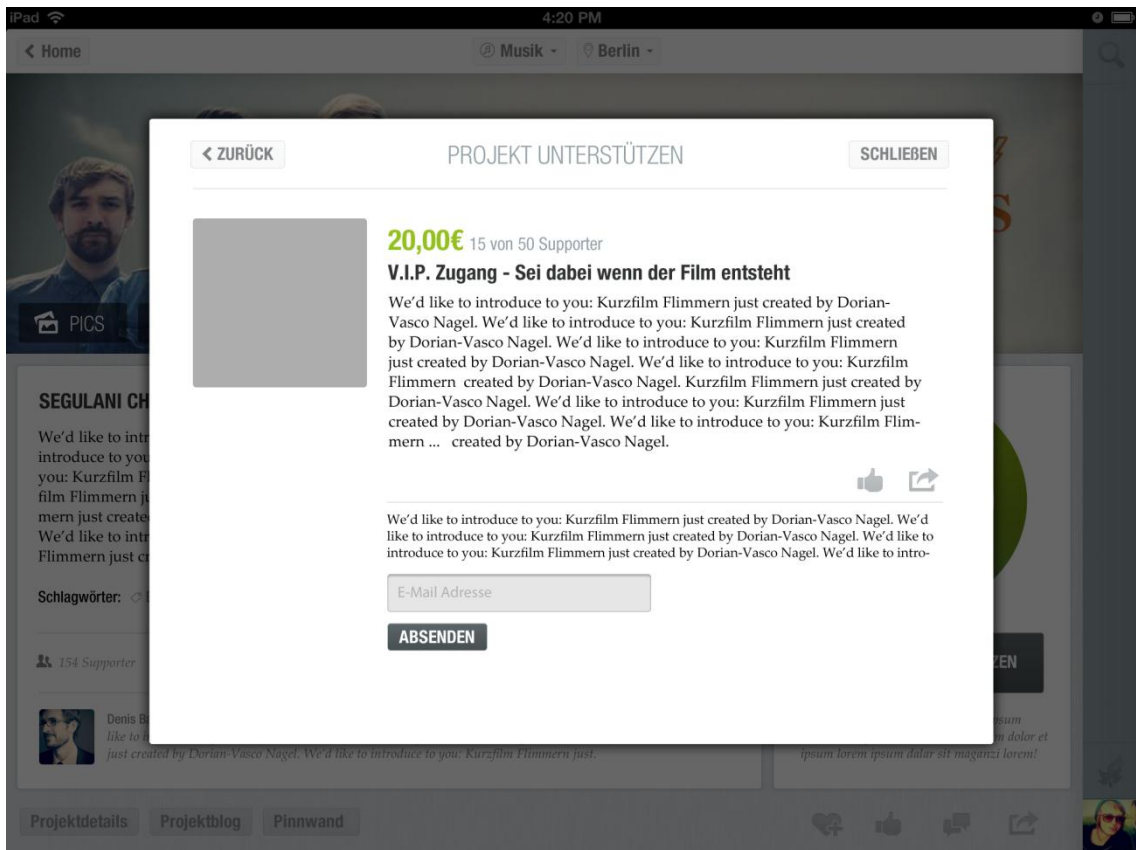 iPad 4:20 PM
Home Musik Berlin
ZURÜCK PROJEKT UNTERSTÜTZEN SCHLIEßEN
20,00€ 15 von 50 Supporter
V.I.P. Zugang - Sei dabei wenn der Film entsteht
We'd like to introduce to you: Kurzfilm Flimmern just created by Dorian-
Vasco Nagel. We'd like to introduce to you: Kurzfilm Flimmern just created
by Dorian-Vasco Nagel. We'd like to introduce to you: Kurzfilm Flimmern
just created by Dorian-Vasco Nagel. We'd like to introduce to you: Kurzfilm
Flimmern created by Dorian-Vasco Nagel. Kurzfilm Flimmern just created by
Dorian-Vasco Nagel. We'd like to introduce to you: Kurzfilm Flimmern just
created by Dorian-Vasco Nagel. We'd like to introduce to you: Kurzfilm Flim-
mern ... created by Dorian-Vasco Nagel.
We'd like to introduce to you: Kurzfilm Flimmern just created by Dorian-Vasco Nagel. We'd
like to introduce to you: Kurzfilm Flimmern just created by Dorian-Vasco Nagel. We'd like to
introduce to you: Kurzfilm Flimmern just created by Dorian-Vasco Nagel. We'd like to intro-
E-Mail Adresse
ABSENDEN
PICS
SEGULANI CH
We'd like to intr
introduce to you
you: Kurzfilm Fl
film Flimmern ju
mern just create
We'd like to intr
Flimmern just cr
Schlagwörter:
154 Supporter
Denis Ba
like to i
just created by Dorian-Vasco Nagel. We'd like to introduce to you: Kurzfilm Flimmern just.
ZEN
psum
m dolor et
ipsum lorem ipsum dalar sit maganzi lorem!
Projektdetails Projektblog Pinnwand